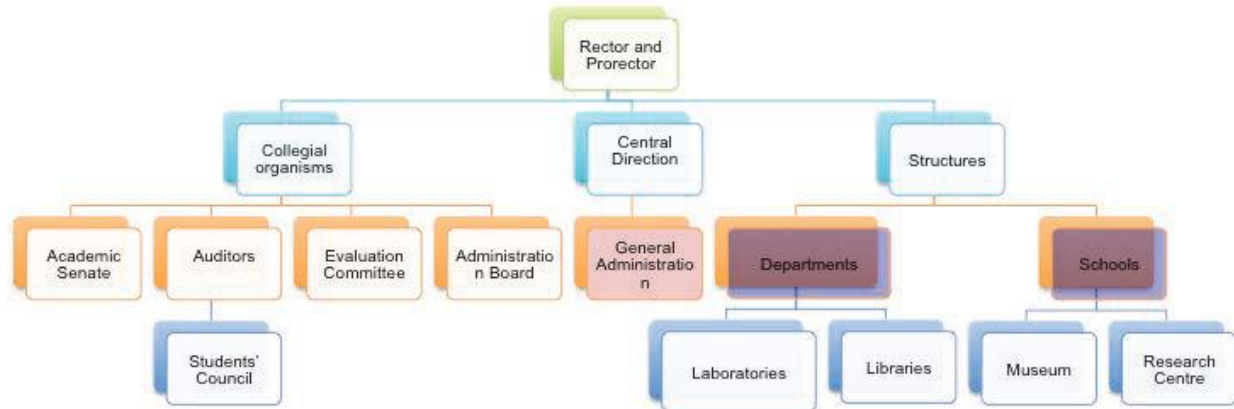 Rector and
Prorector
Collegial
organisms
Central
Direction
Structures
Academic
Senate
Auditors
Evaluation
Committee
Administratio
n Board
General
Administratio
n
Departments
Schools
Students'
Council
Laboratories
Libraries
Museum
Research
Centre